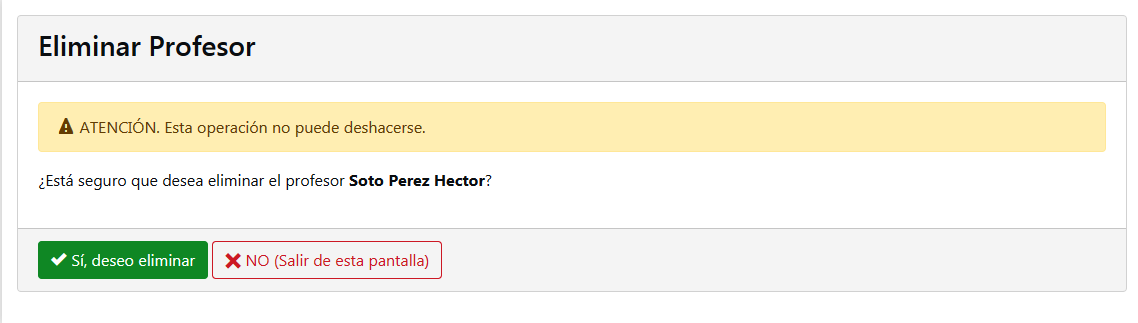 Eliminar Profesor
ATENCIÓN. Esta operación no puede deshacerse.
¿Está seguro que desea eliminar el profesor Soto Perez Hector?
Sí, deseo eliminar
NO (Salir de esta pantalla)